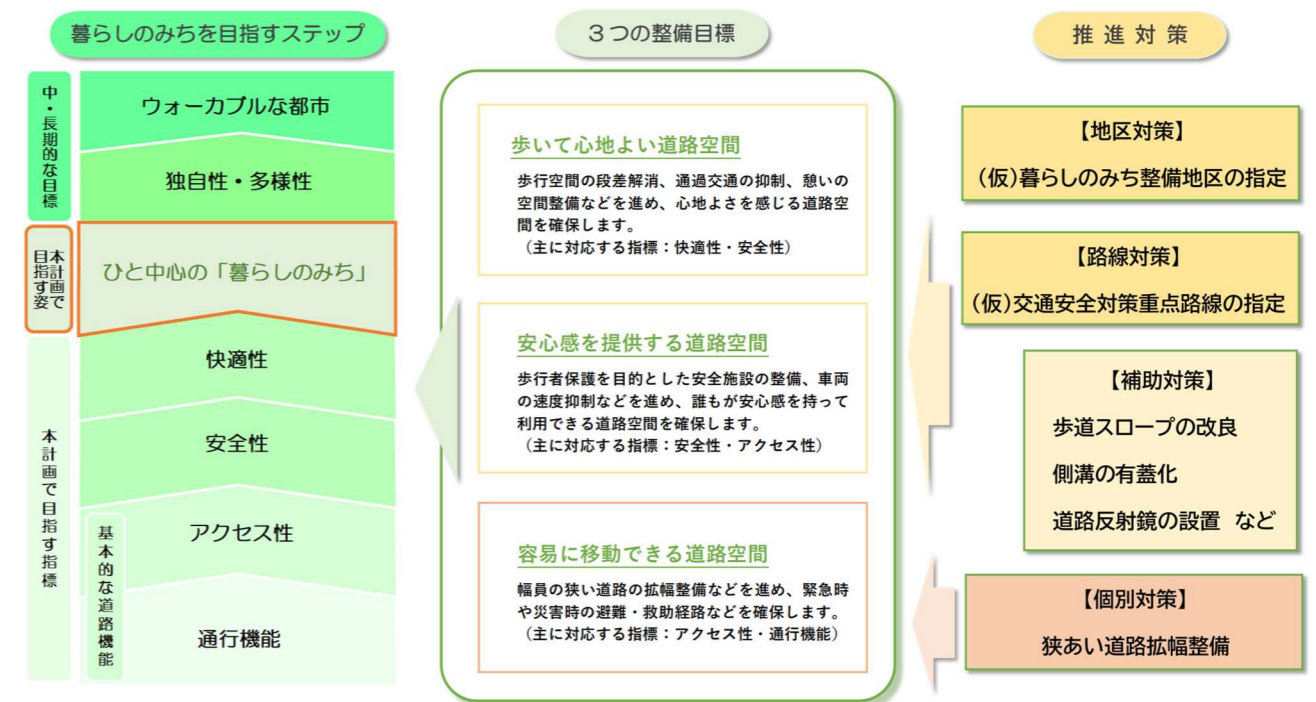 暮らしのみちを目指すステップ
中・長期的な目標
ウォーカブルな都市
独自性・多様性
本計画で
目指す姿
ひと中心の「暮らしのみち」
本計画で目指す指標
快適性
安全性
基本的な道路機能
アクセス性
通行機能
３つの整備目標
歩いて心地よい道路空間
歩行空間の段差解消、通過交通の抑制、憩いの
空間整備などを進め、心地よさを感じる道路空
間を確保します。
（主に対応する指標：快適性・安全性）
安心感を提供する道路空間
歩行者保護を目的とした安全施設の整備、車両
の速度抑制などを進め、誰もが安心感を持って
利用できる道路空間を確保します。
（主に対応する指標：安全性・アクセス性）
容易に移動できる道路空間
幅員の狭い道路の拡幅整備などを進め、緊急時
や災害時の避難・救助経路などを確保します。
（主に対応する指標：アクセス性・通行機能）
推進対策
【地区対策】
（仮）暮らしのみち整備地区の指定
【路線対策】
（仮）交通安全対策重点路線の指定
【補助対策】
歩道スロープの改良
側溝の有蓋化
道路反射鏡の設置 など
【個別対策】
狭あい道路拡幅整備